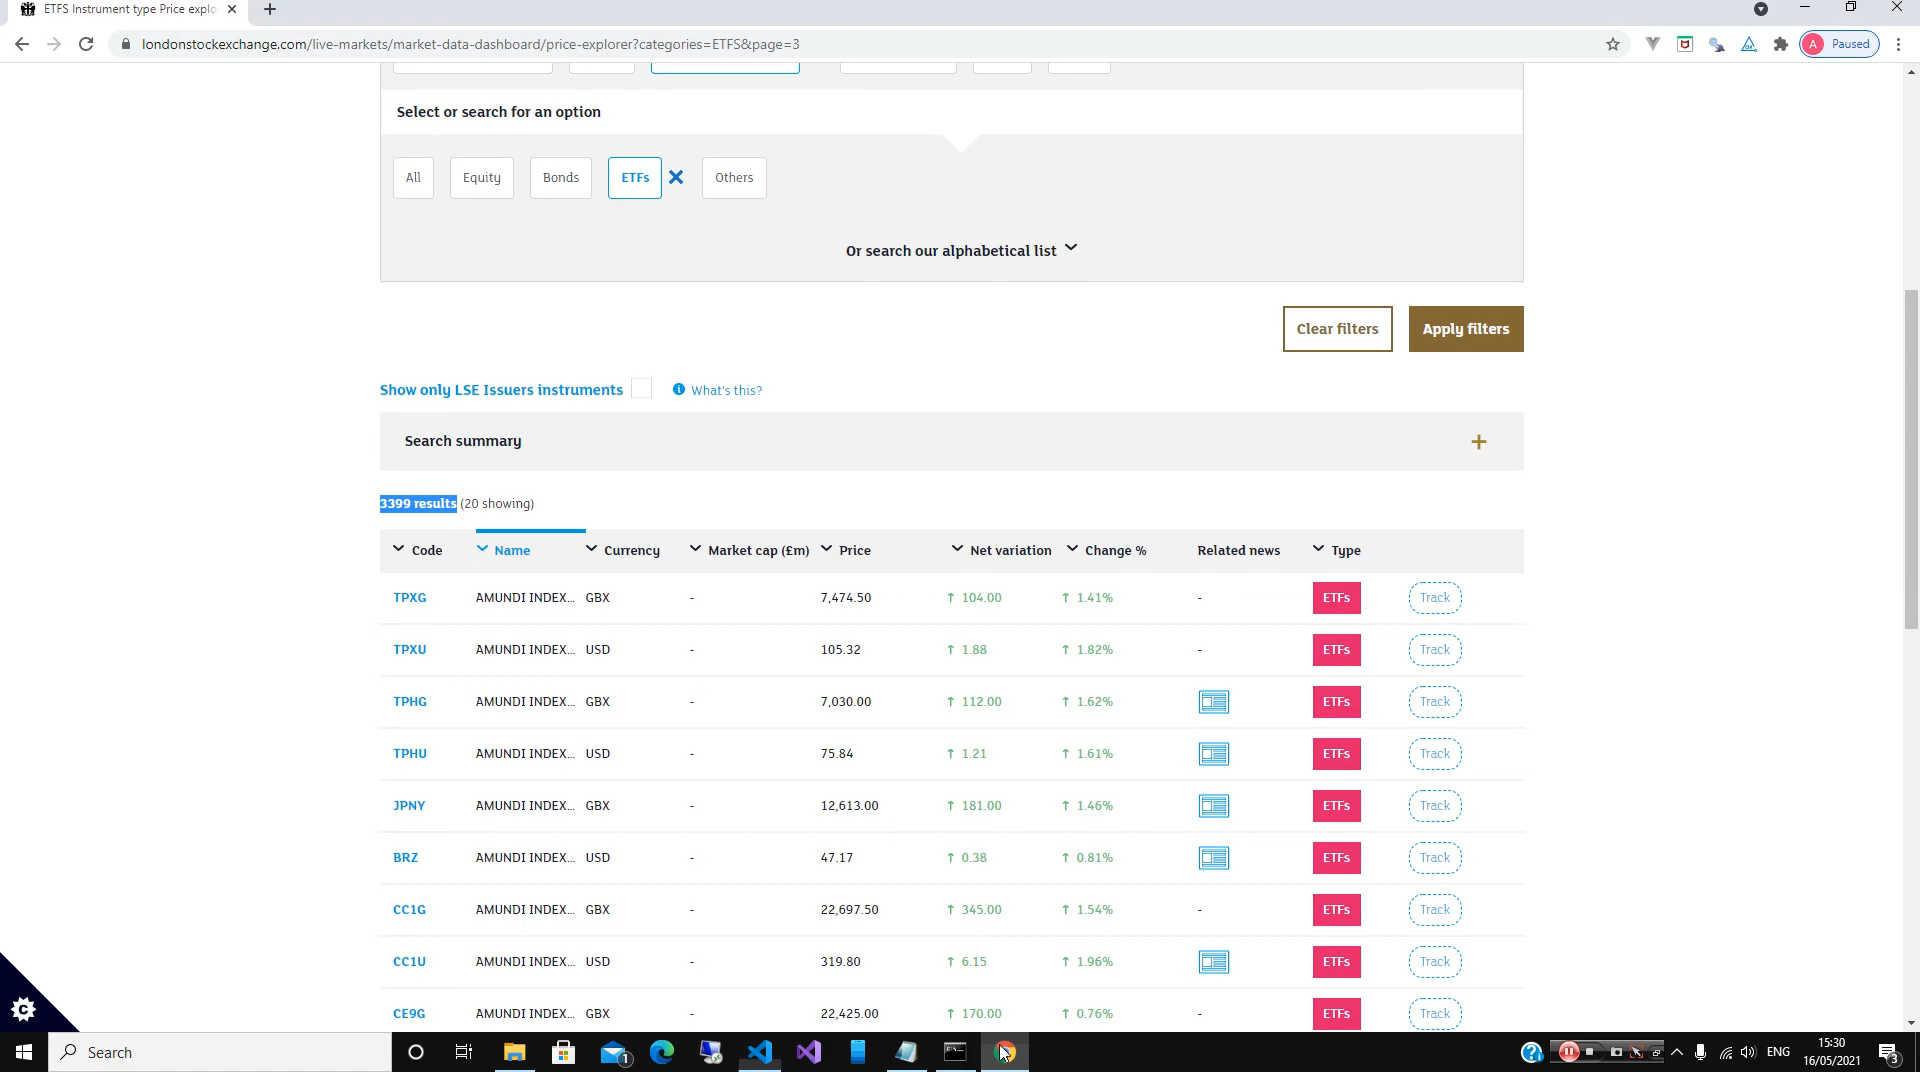 ETFS Instrument type Price explo
londonstockexchange.com/live-markets/market-data-dashboard/price-explorer?categories=ETFS&page=3
A Paused
Select or search for an option
All Equity Bonds ETFs Others
Or search our alphabetical list
Clear filters Apply filters
Show only LSE Issuers instruments What's this?
Search summary
3399 results (20 showing)
Code Name Currency Market cap (£m) Price Net variation Change % Related news Type
TPXG AMUNDI INDEX... GBX - 7,474.50 ↑ 104.00 ↑ 1.41% - ETFs Track
TPXU AMUNDI INDEX... USD - 105.32 ↑ 1.88 ↑ 1.82% - ETFs Track
TPHG AMUNDI INDEX... GBX - 7,030.00 ↑ 112.00 ↑ 1.62% ETFs Track
TPHU AMUNDI INDEX... USD - 75.84 ↑ 1.21 ↑ 1.61% ETFs Track
JPNY AMUNDI INDEX... GBX - 12,613.00 ↑ 181.00 ↑ 1.46% ETFs Track
BRZ AMUNDI INDEX... USD - 47.17 ↑ 0.38 ↑ 0.81% ETFs Track
CC1G AMUNDI INDEX... GBX - 22,697.50 ↑ 345.00 ↑ 1.54% - ETFs Track
CC1U AMUNDI INDEX... USD - 319.80 ↑ 6.15 ↑ 1.96% ETFs Track
CE9G AMUNDI INDEX... GBX - 22,425.00 ↑ 170.00 ↑ 0.76% - ETFs Track
Search
1
ENG
15:30
16/05/2021
3